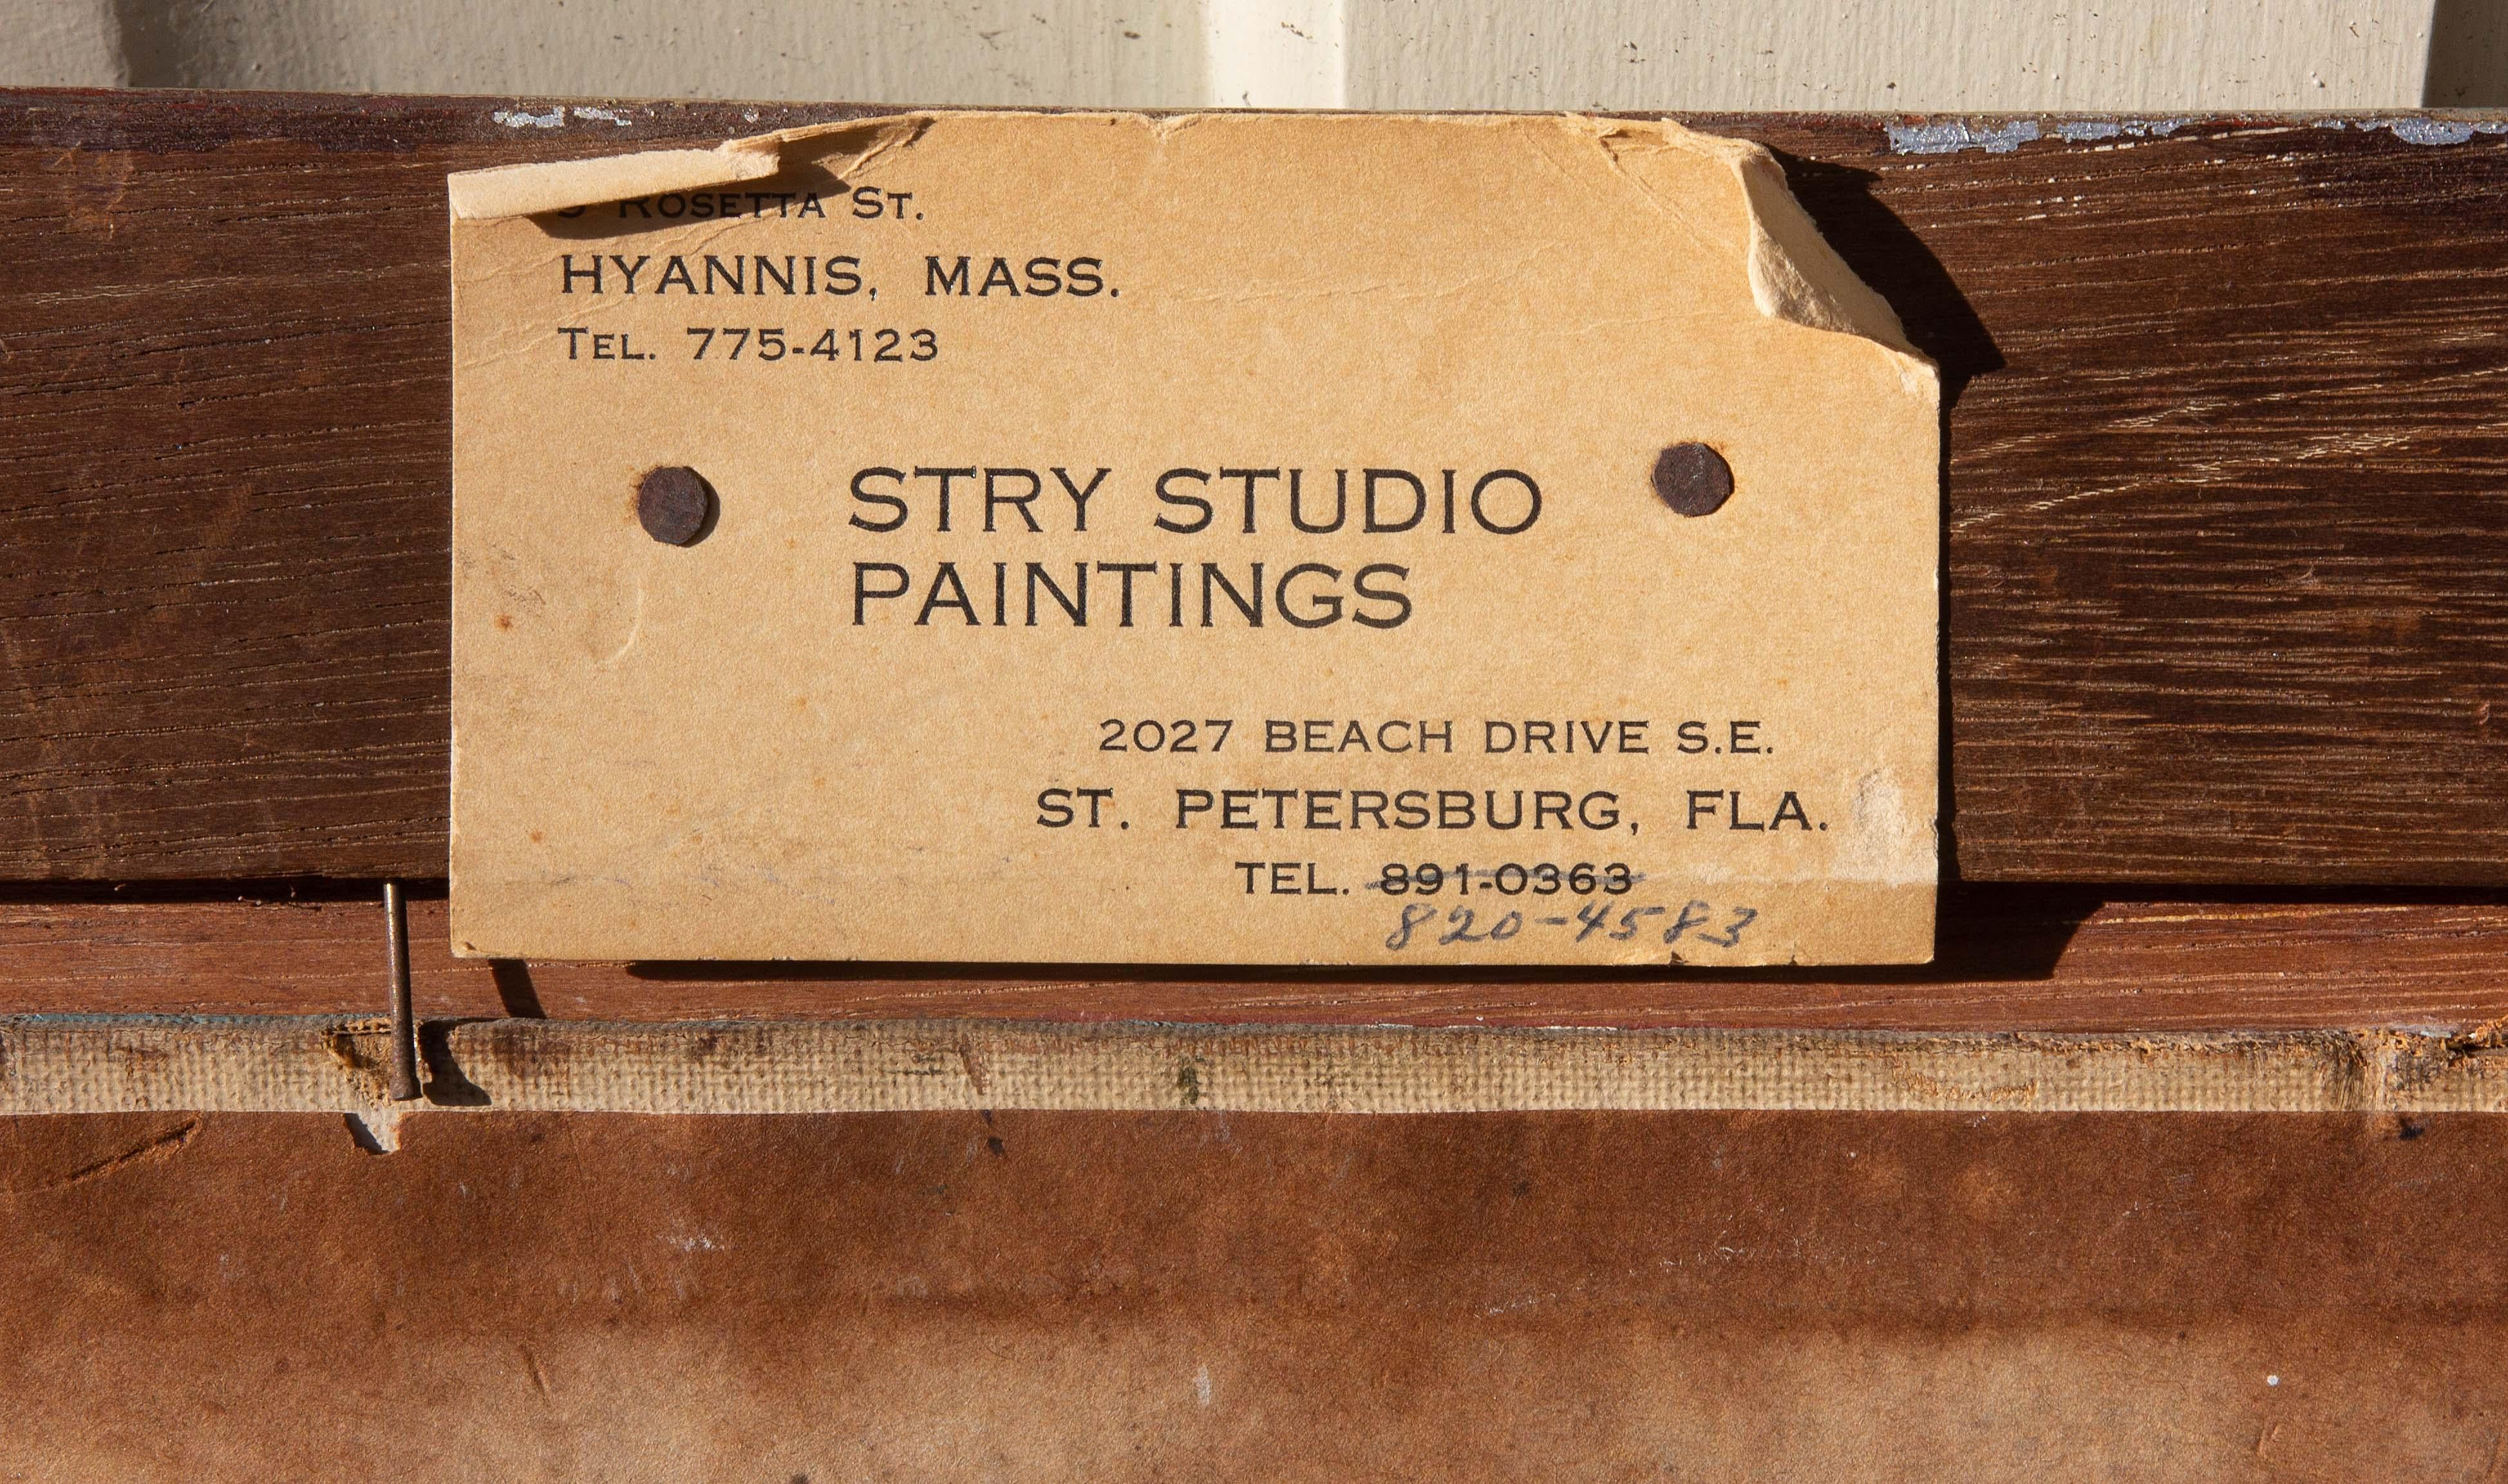 Rosetta St.
HYANNIS, MASS.
Tel. 775-4123
STRY STUDIO
PAINTINGS
2027 BEACH DRIVE S.E.
ST. PETERSBURG, FLA.
TEL. 891-0363
820-4583